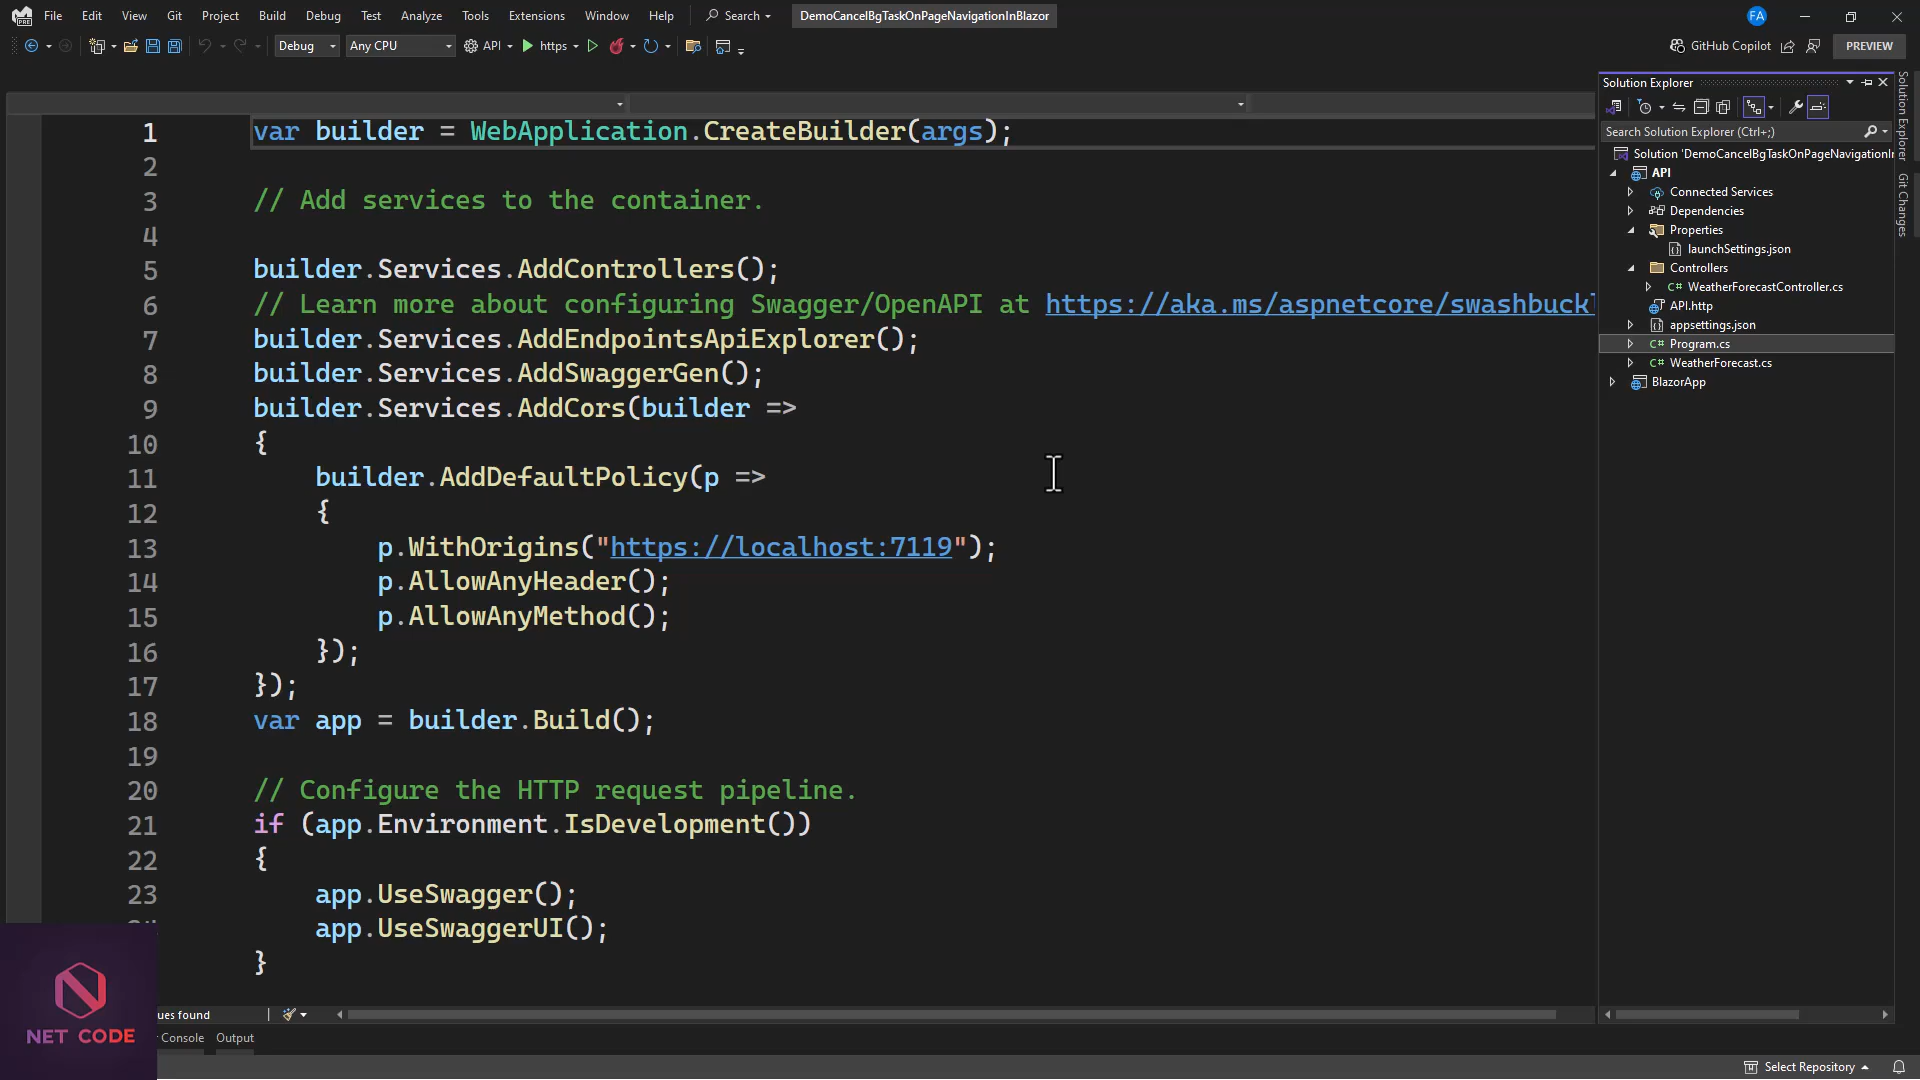 File Edit View Git Project Build Debug Test Analyze Tools Extensions Window Help Search DemoCancelBgTaskOnPageNavigationInBlazor FA
Debug Any CPU API https GitHub Copilot PREVIEW
Solution Explorer
Search Solution Explorer (Ctrl+;)
Solution 'DemoCancelBgTaskOnPageNavigationIn
API
Connected Services
Dependencies
Properties
launchSettings.json
Controllers
C# WeatherForecastController.cs
API.http
appsettings.json
C# Program.cs
C# WeatherForecast.cs
BlazorApp
Solution Explorer
Git Changes
1 var builder = WebApplication.CreateBuilder(args);
2
3 // Add services to the container.
4
5 builder.Services.AddControllers();
6 // Learn more about configuring Swagger/OpenAPI at https://aka.ms/aspnetcore/swashbuckl
7 builder.Services.AddEndpointsApiExplorer();
8 builder.Services.AddSwaggerGen();
9 builder.Services.AddCors(builder =>
10 {
11 builder.AddDefaultPolicy(p =>
12 {
13 p.WithOrigins("https://localhost:7119");
14 p.AllowAnyHeader();
15 p.AllowAnyMethod();
16 });
17 });
18 var app = builder.Build();
19
20 // Configure the HTTP request pipeline.
21 if (app.Environment.IsDevelopment())
22 {
23 app.UseSwagger();
app.UseSwaggerUI();
}
ues found
Console Output
NET CODE
Select Repository